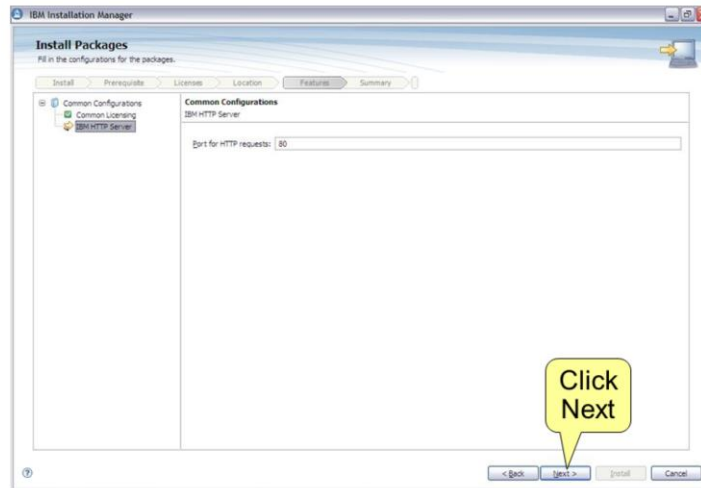 IBM Installation Manager
Install Packages
Fill in the configurations for the packages.
Install Prerequisite Licenses Location Features Summary
Common Configurations
Common Licensing
IBM HTTP Server
Common Configurations
IBM HTTP Server
Port for HTTP requests: 80
Click
Next
? < Back Next > Install Cancel